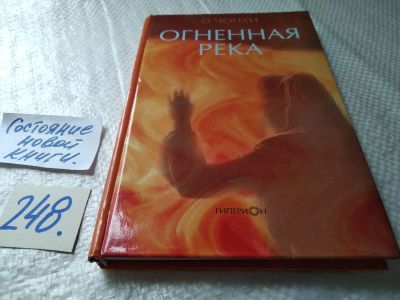 О ЧОНХИ
ОГНЕННАЯ
РЕКА
ГИПЕРИОН
Состояние
новой
книги.
248.